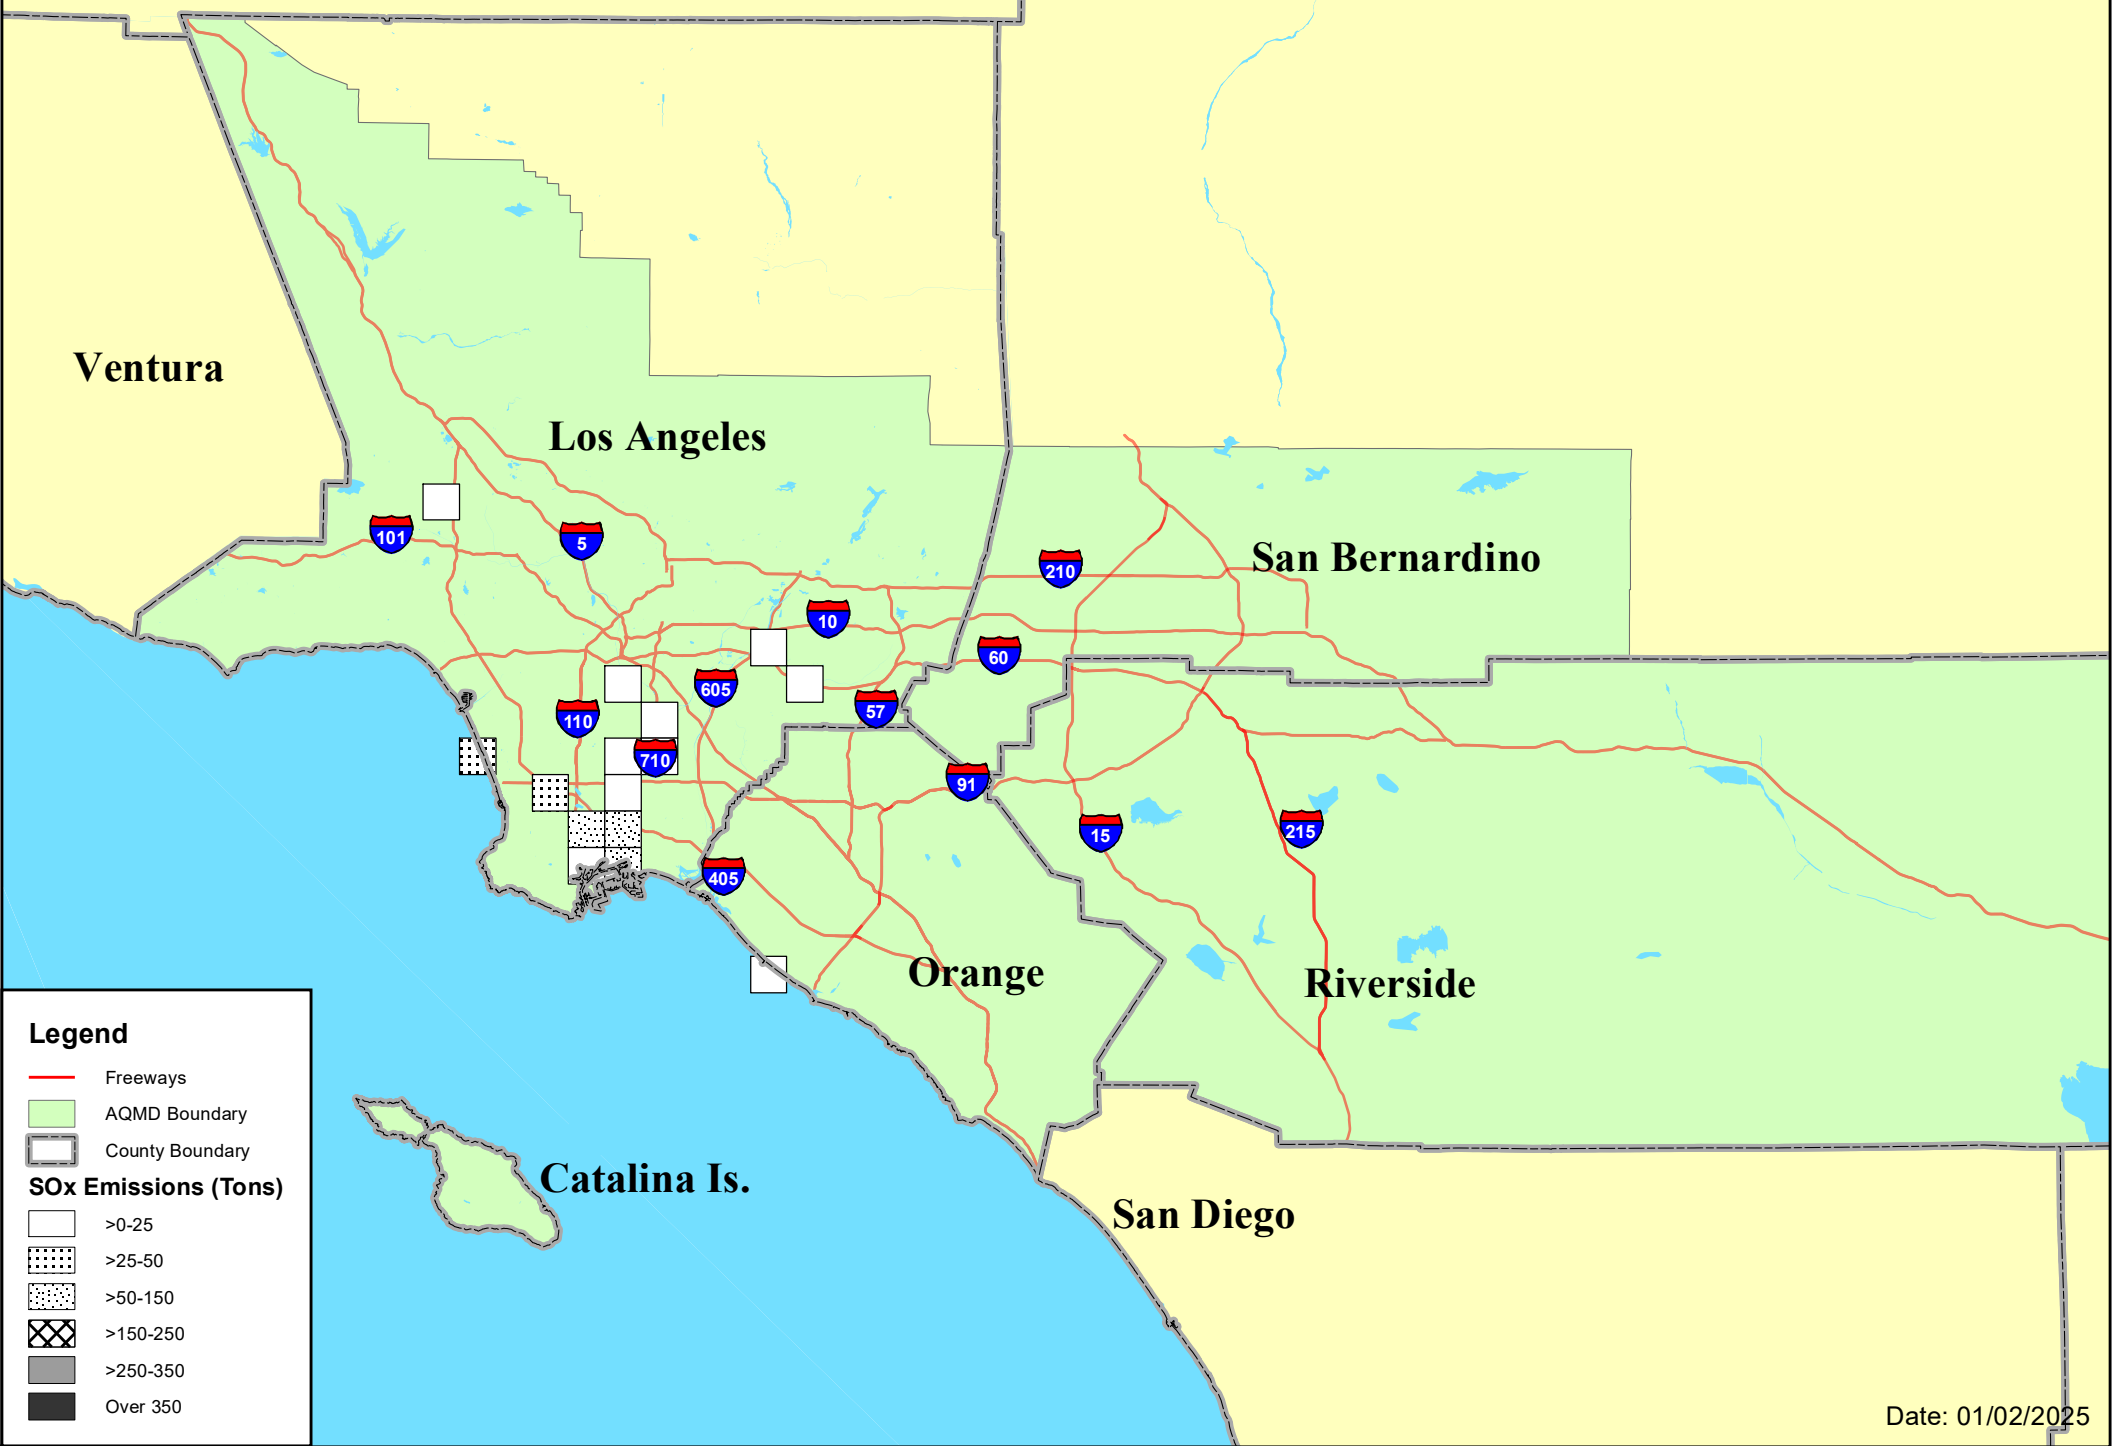 Ventura
Los Angeles
101
5
210
San Bernardino
10
60
605
57
110
710
91
15
215
405
Orange
Riverside
Legend
Freeways
AQMD Boundary
County Boundary
SOx Emissions (Tons)
>0-25
>25-50
>50-150
>150-250
>250-350
Over 350
Catalina Is.
San Diego
Date: 01/02/2025